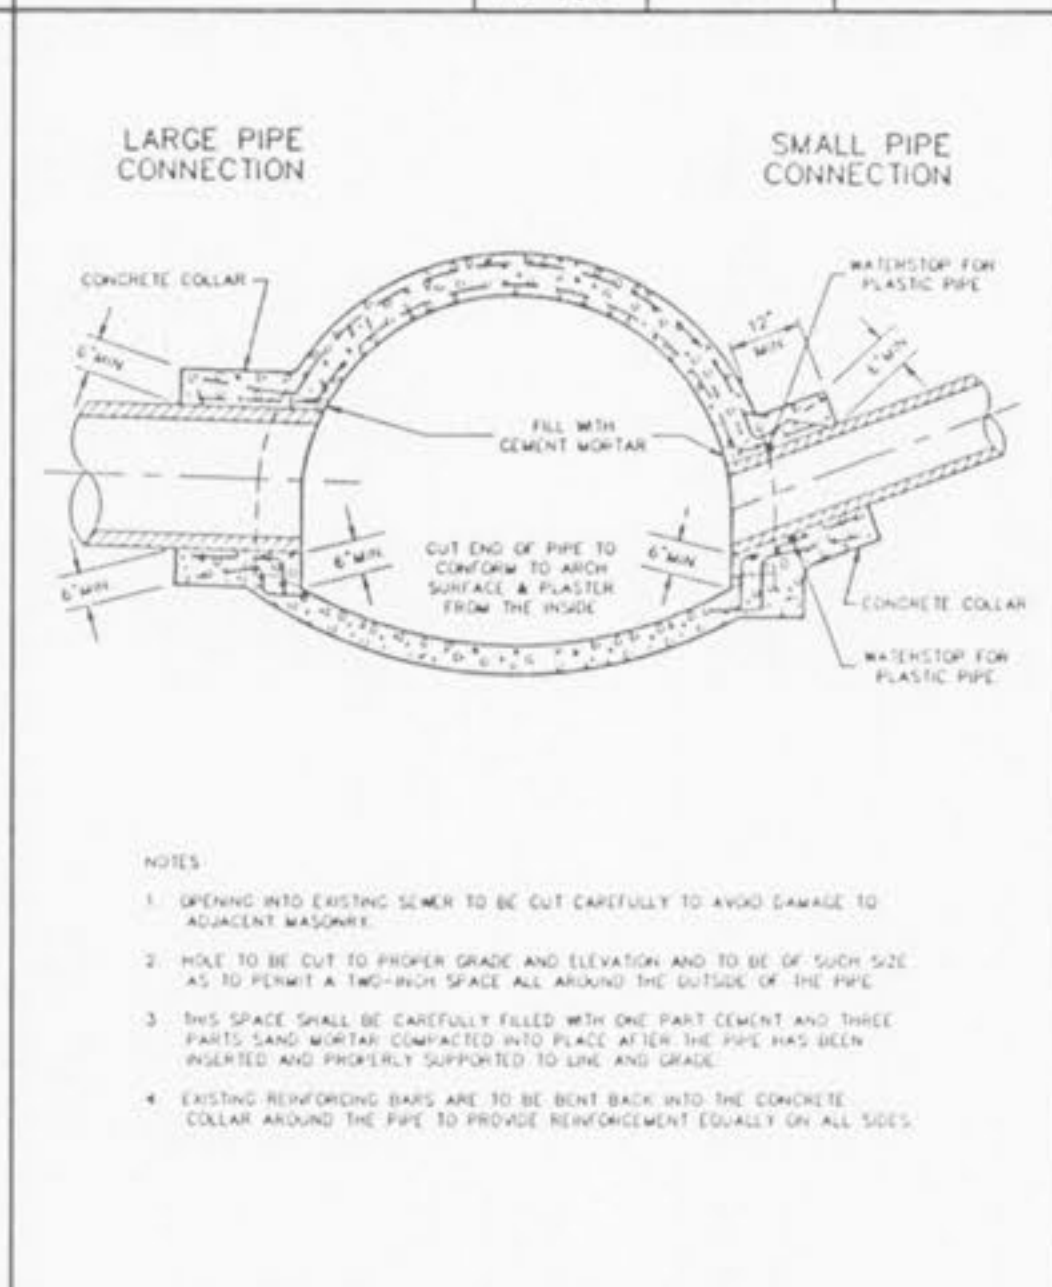 LARGE PIPE
CONNECTION
SMALL PIPE
CONNECTION
CONCRETE COLLAR
WATERSTOP FOR
PLASTIC PIPE
12"
MIN
6"MIN
6"MIN
FILL WITH
CEMENT MORTAR
6"MIN
CUT END OF PIPE TO
CONFORM TO ARCH
SURFACE & PLASTER
FROM THE INSIDE
6"MIN
6"MIN
CONCRETE COLLAR
WATERSTOP FOR
PLASTIC PIPE
NOTES
1. OPENING INTO EXISTING SEWER TO BE CUT CAREFULLY TO AVOID DAMAGE TO
ADJACENT MASONRY.
2. HOLE TO BE CUT TO PROPER GRADE AND ELEVATION AND TO BE OF SUCH SIZE
AS TO PERMIT A TWO-INCH SPACE ALL AROUND THE OUTSIDE OF THE PIPE
3 THIS SPACE SHALL BE CAREFULLY FILLED WITH ONE PART CEMENT AND THREE
PARTS SAND MORTAR COMPACTED INTO PLACE AFTER THE PIPE HAS BEEN
INSERTED AND PROPERLY SUPPORTED TO LINE AND GRADE
4 EXISTING REINFORCING BARS ARE TO BE BENT BACK INTO THE CONCRETE
COLLAR AROUND THE PIPE TO PROVIDE REINFORCEMENT EQUALLY ON ALL SIDES